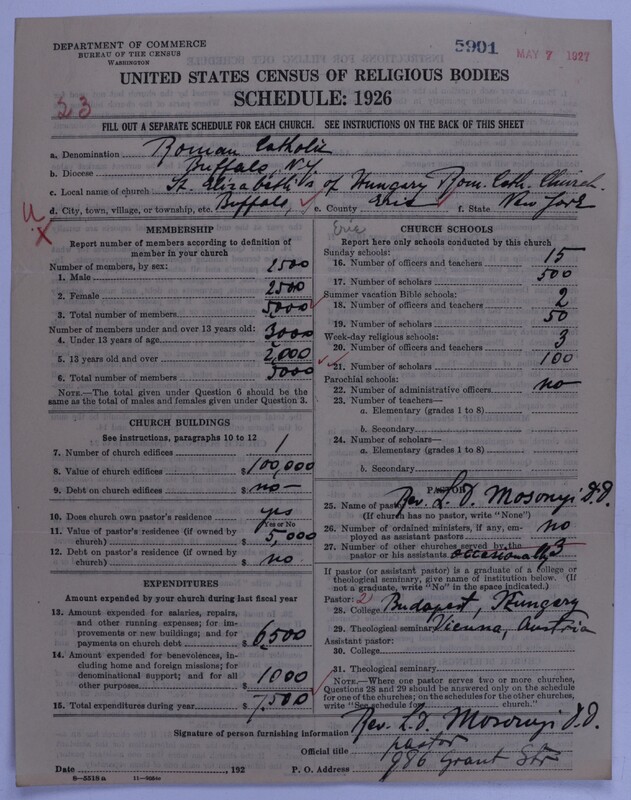 DEPARTMENT OF COMMERCE
BUREAU OF THE CENSUS
WASHINGTON
5901
MAY 7 1927
UNITED STATES CENSUS OF RELIGIOUS BODIES
SCHEDULE: 1926
23
FILL OUT A SEPARATE SCHEDULE FOR EACH CHURCH. SEE INSTRUCTIONS ON THE BACK OF THIS SHEET
a. Denomination Roman Catholic
b. Diocese Buffalo, N.Y.
c. Local name of church St. Elizabeth's of Hungary Rom. Cath. Church.
d. City, town, village, or township, etc. Buffalo, e. County Erie f. State New York
Erie
MEMBERSHIP
Report number of members according to definition of
member in your church
Number of members, by sex:
1. Male 2500
2. Female 2500
3. Total number of members 5000
Number of members under and over 13 years old:
4. Under 13 years of age 3000
5. 13 years old and over 2,000
6. Total number of members 5000
NOTE.—The total given under Question 6 should be
same as the total of males and females given under Question 3.
CHURCH BUILDINGS
See instructions, paragraphs 10 to 12
7. Number of church edifices 1
8. Value of church edifices $ 100,000
9. Debt on church edifices $ no—
10. Does church own pastor's residence yes
Yes or No
11. Value of pastor's residence (if owned by
church) $ 5,000
12. Debt on pastor's residence (if owned by
church) $ no
EXPENDITURES
Amount expended by your church during last fiscal year
13. Amount expended for salaries, repairs,
and other running expenses; for im-
provements or new buildings; and for
payments on church debt $ 6,500
14. Amount expended for benevolences, in-
cluding home and foreign missions; for
denominational support; and for all
other purposes $ 1000
15. Total expenditures during year $ 7,500
CHURCH SCHOOLS
Report here only schools conducted by this church
Sunday schools:
16. Number of officers and teachers 15
17. Number of scholars 500
Summer vacation Bible schools:
18. Number of officers and teachers 2
19. Number of scholars 50
Week-day religious schools:
20. Number of officers and teachers 3
21. Number of scholars 100
Parochial schools:
22. Number of administrative officers no
23. Number of teachers—
a. Elementary (grades 1 to 8)
b. Secondary
24. Number of scholars—
a. Elementary (grades 1 to 8)
b. Secondary
PASTOR
25. Name of pastor Rev. L. D. Mosonyi D.D.
(If church has no pastor, write "None")
26. Number of ordained ministers, if any, em-
ployed as assistant pastors no
27. Number of other churches served by the
pastor or his assistants occasionally 3
If pastor (or assistant pastor) is a graduate of a college or
theological seminary, give name of institution below. (If
not a graduate, write "No" in the space indicated.)
Pastor: 2
28. College Budapest, Hungary
29. Theological seminary Vienna, Austria
Assistant pastor:
30. College
31. Theological seminary
NOTE.—Where one pastor serves two or more churches,
Questions 28 and 29 should be answered only on the schedule
for one of the churches; on the schedules for the other churches,
write "See schedule for church."
Signature of person furnishing information Rev. L. D. Mosonyi D.D.
Official title pastor
Date , 192 P. O. Address 986 Grant Str
8—5518a 11—9259